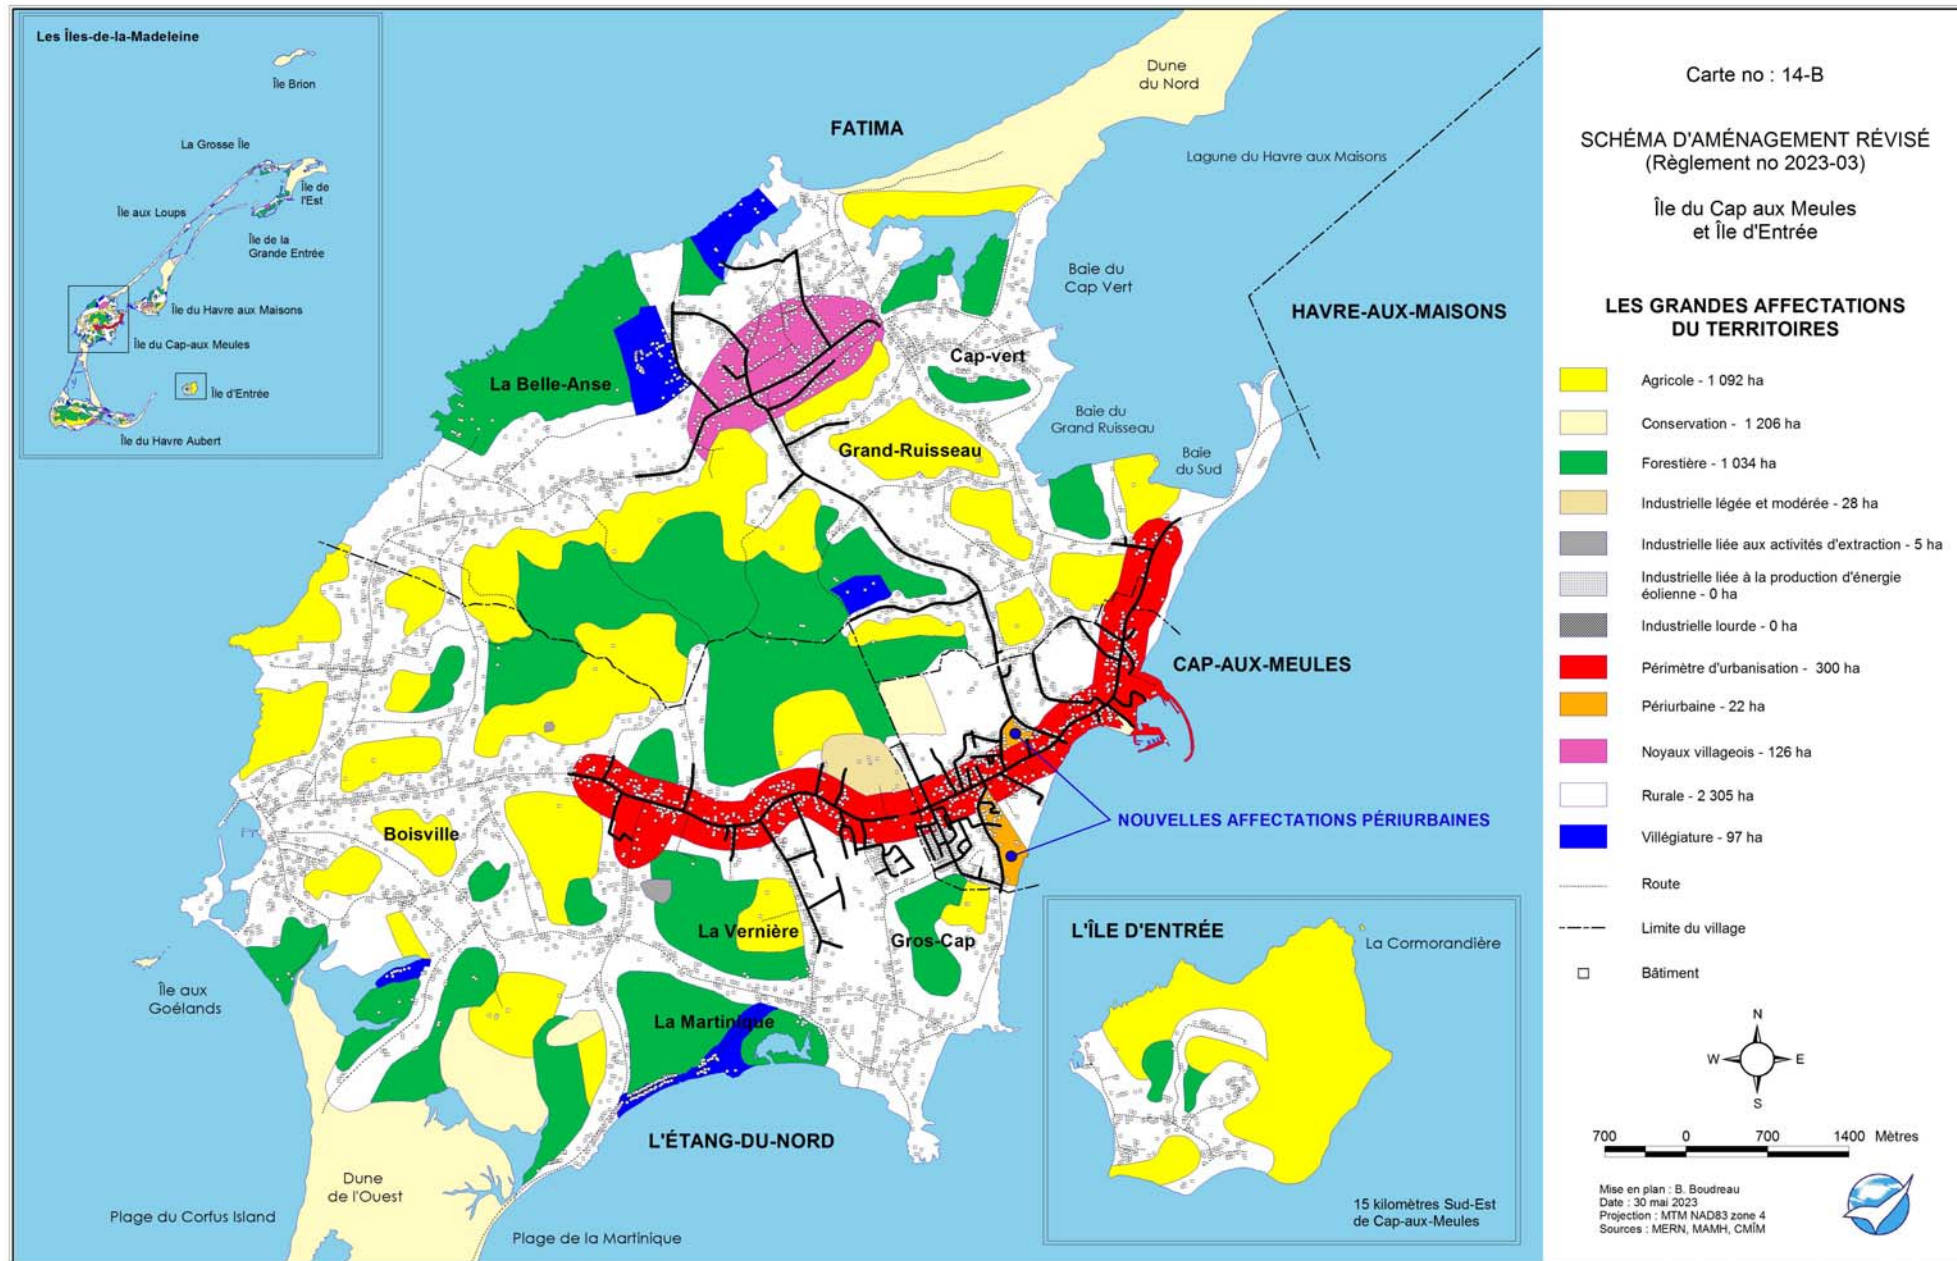 Les Îles-de-la-Madeleine
Île Brion
La Grosse Île
Île de
l'Est
Île aux Loups
Île de la
Grande Entrée
Île du Havre aux Maisons
Île du Cap-aux Meules
Île d'Entrée
Île du Havre Aubert
Dune
du Nord
FATIMA
Lagune du Havre aux Maisons
Baie du
Cap Vert
HAVRE-AUX-MAISONS
Cap-vert
La Belle-Anse
Baie du
Grand Ruisseau
Grand-Ruisseau
Baie
du Sud
CAP-AUX-MEULES
NOUVELLES AFFECTATIONS PÉRIURBAINES
Boisville
La Vernière
Gros-Cap
Île aux
Goélands
La Martinique
L'ÉTANG-DU-NORD
Dune
de l'Ouest
Plage du Corfus Island
Plage de la Martinique
L'ÎLE D'ENTRÉE
La Cormorandière
15 kilomètres Sud-Est
de Cap-aux-Meules
Carte no : 14-B
SCHÉMA D'AMÉNAGEMENT RÉVISÉ
(Règlement no 2023-03)
Île du Cap aux Meules
et Île d'Entrée
LES GRANDES AFFECTATIONS
DU TERRITOIRES
Agricole - 1 092 ha
Conservation - 1 206 ha
Forestière - 1 034 ha
Industrielle légée et modérée - 28 ha
Industrielle liée aux activités d'extraction - 5 ha
Industrielle liée à la production d'énergie
éolienne - 0 ha
Industrielle lourde - 0 ha
Périmètre d'urbanisation - 300 ha
Périurbaine - 22 ha
Noyaux villageois - 126 ha
Rurale - 2 305 ha
Villégiature - 97 ha
Route
Limite du village
Bâtiment
N
W E
S
700 0 700 1400 Mètres
Mise en plan : B. Boudreau
Date : 30 mai 2023
Projection : MTM NAD83 zone 4
Sources : MERN, MAMH, CMÎM